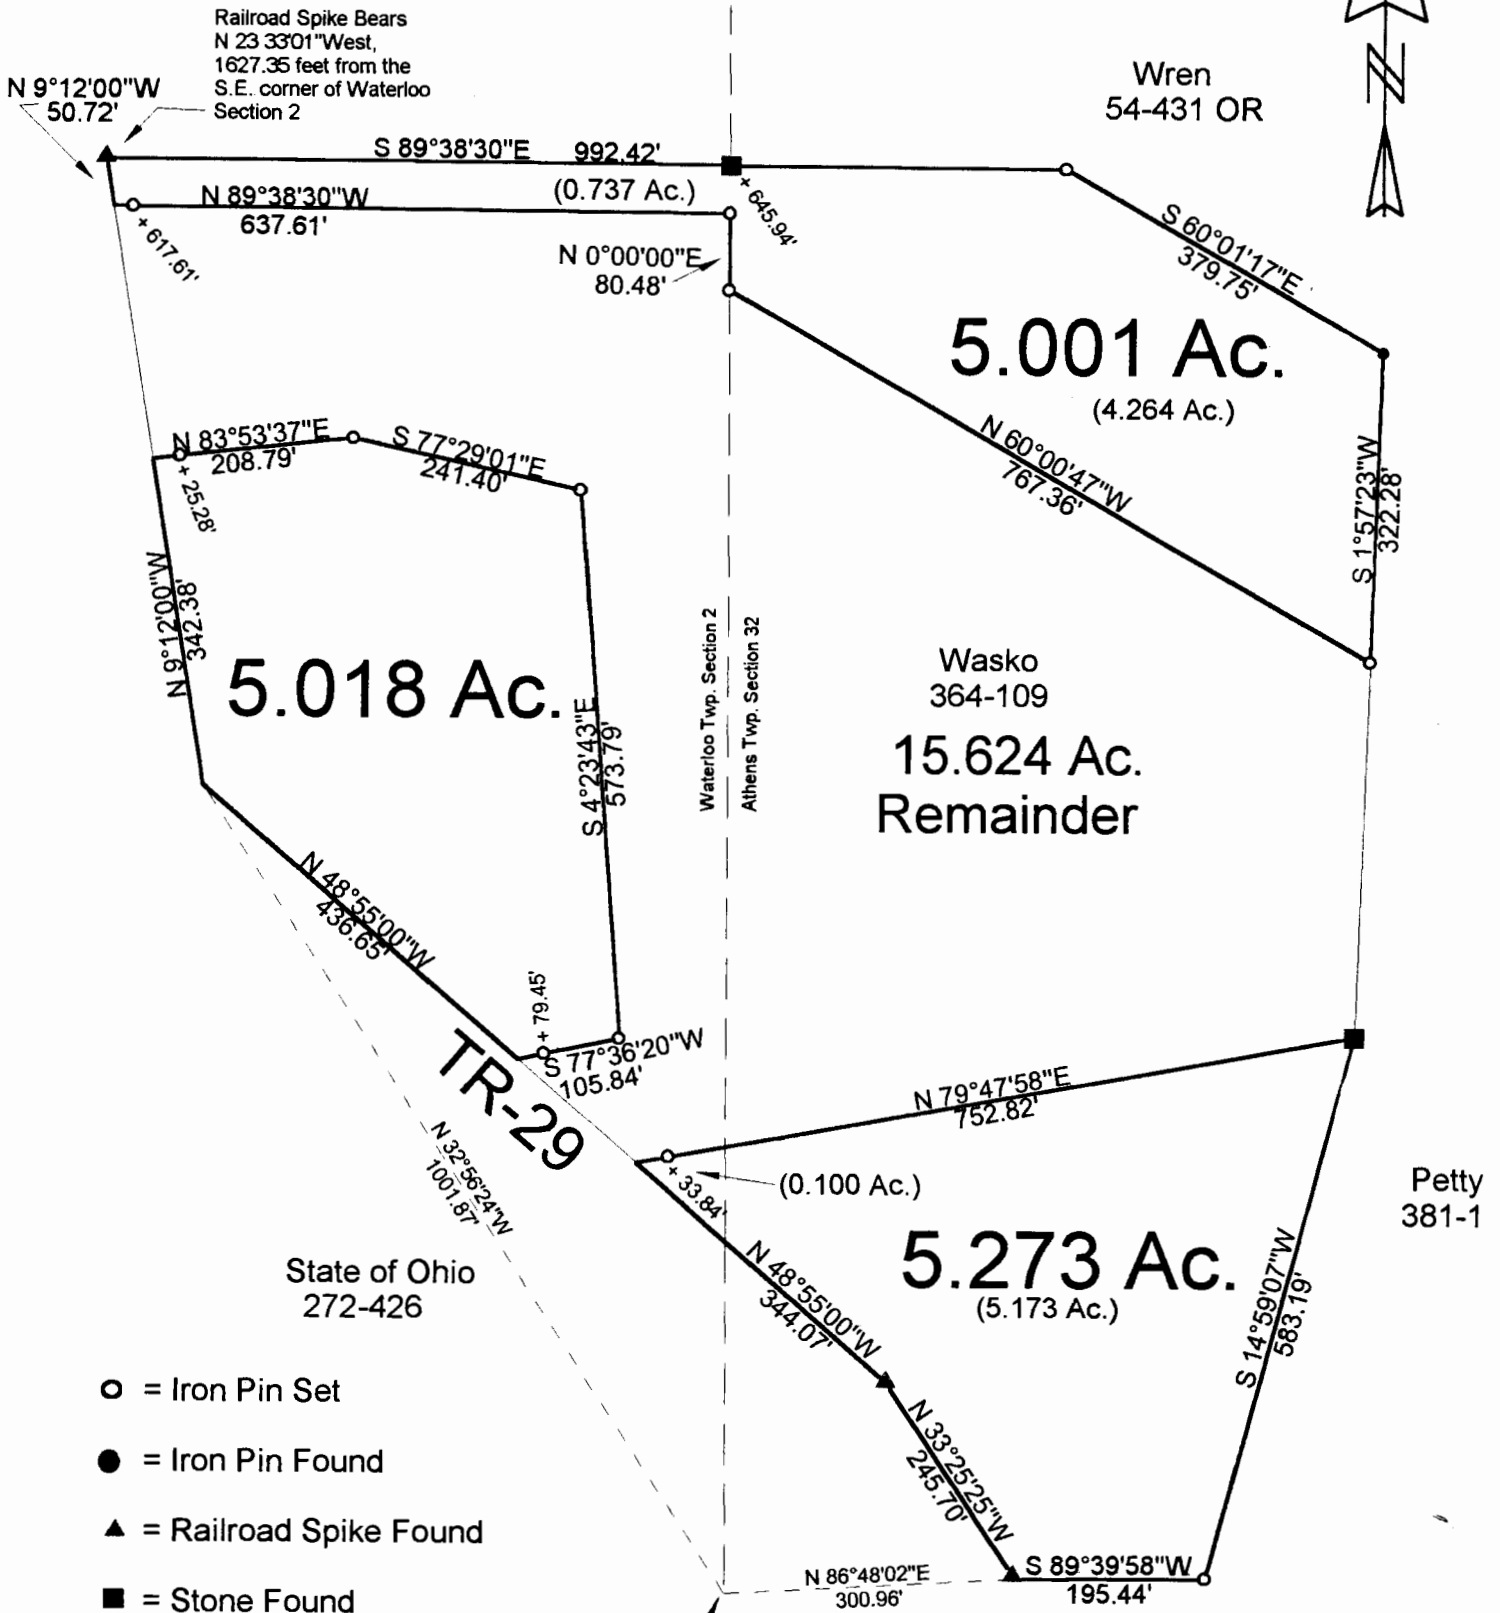 Railroad Spike Bears
N 23 33'01"West,
1627.35 feet from the
S.E. corner of Waterloo
Section 2
N 9°12'00"W
50.72'
S 89°38'30"E 992.42'
(0.737 Ac.)
N 89°38'30"W
637.61'
+ 617.61'
+ 645.94'
N 0°00'00"E
80.48'
Wren
54-431 OR
N
S 60°01'17"E
379.75'
5.001 Ac.
(4.264 Ac.)
N 60°00'47"W
767.36'
S 1°57'23"W
322.28'
N 83°53'37"E
208.79'
+ 25.28'
S 77°29'01"E
241.40'
N 9°12'00"W
342.38'
5.018 Ac.
S 4°23'43"E
573.79'
Waterloo Twp. Section 2
Athens Twp. Section 32
Wasko
364-109
15.624 Ac.
Remainder
N 48°55'00"W
436.65'
+ 79.45'
S 77°36'20"W
105.84'
TR-29
N 79°47'58"E
752.82'
+ 33.84'
(0.100 Ac.)
N 32°56'24"W
1001.87'
Petty
381-1
5.273 Ac.
(5.173 Ac.)
N 48°55'00"W
344.07'
S 14°59'07"W
583.19'
State of Ohio
272-426
N 33°25'25"W
245.70'
N 86°48'02"E
300.96'
S 89°39'58"W
195.44'
= Iron Pin Set
= Iron Pin Found
= Railroad Spike Found
= Stone Found